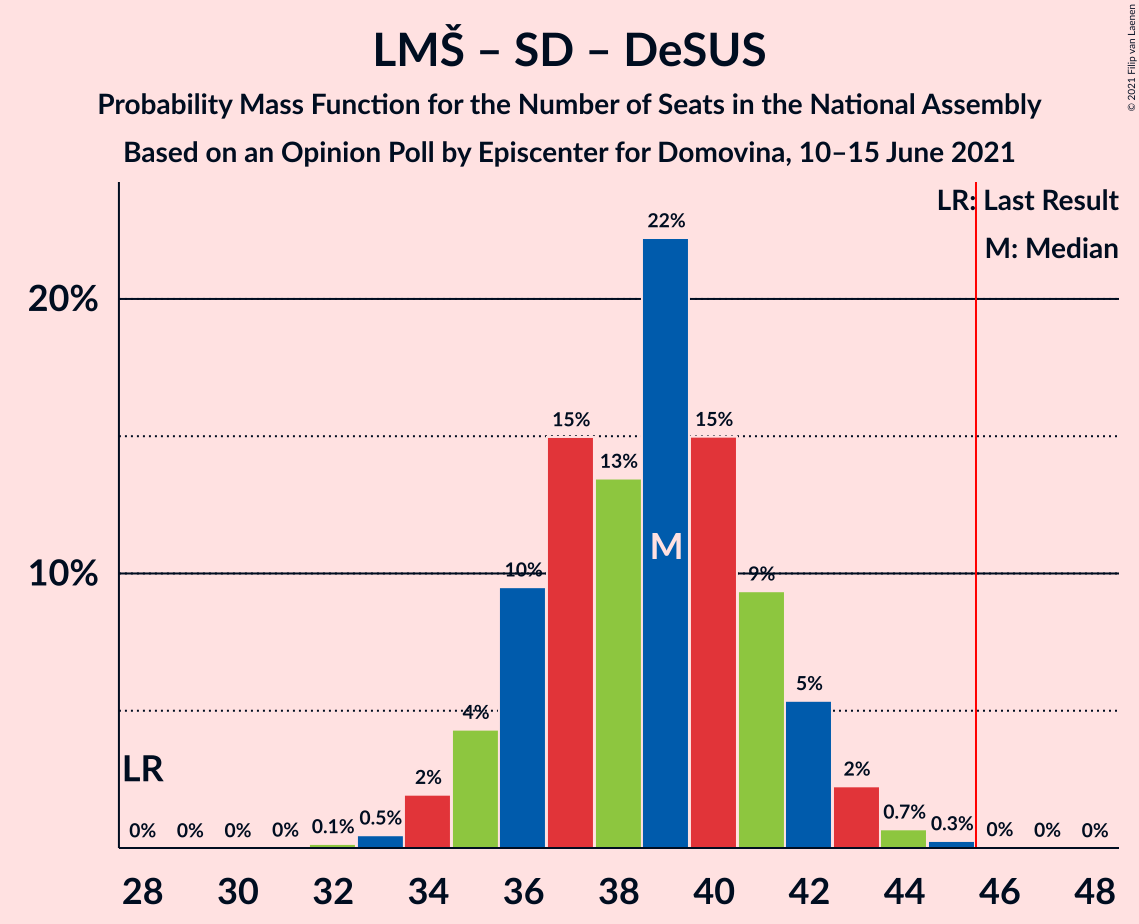 LMŠ – SD – DeSUS
Probability Mass Function for the Number of Seats in the National Assembly
Based on an Opinion Poll by Episcenter for Domovina, 10–15 June 2021
© 2021 Filip van Laenen
LR: Last Result
M: Median
20%
10%
LR
0%
0%
0%
0%
0.1%
0.5%
2%
4%
10%
15%
13%
22%
M
15%
9%
5%
2%
0.7%
0.3%
0%
0%
0%
28 30 32 34 36 38 40 42 44 46 48